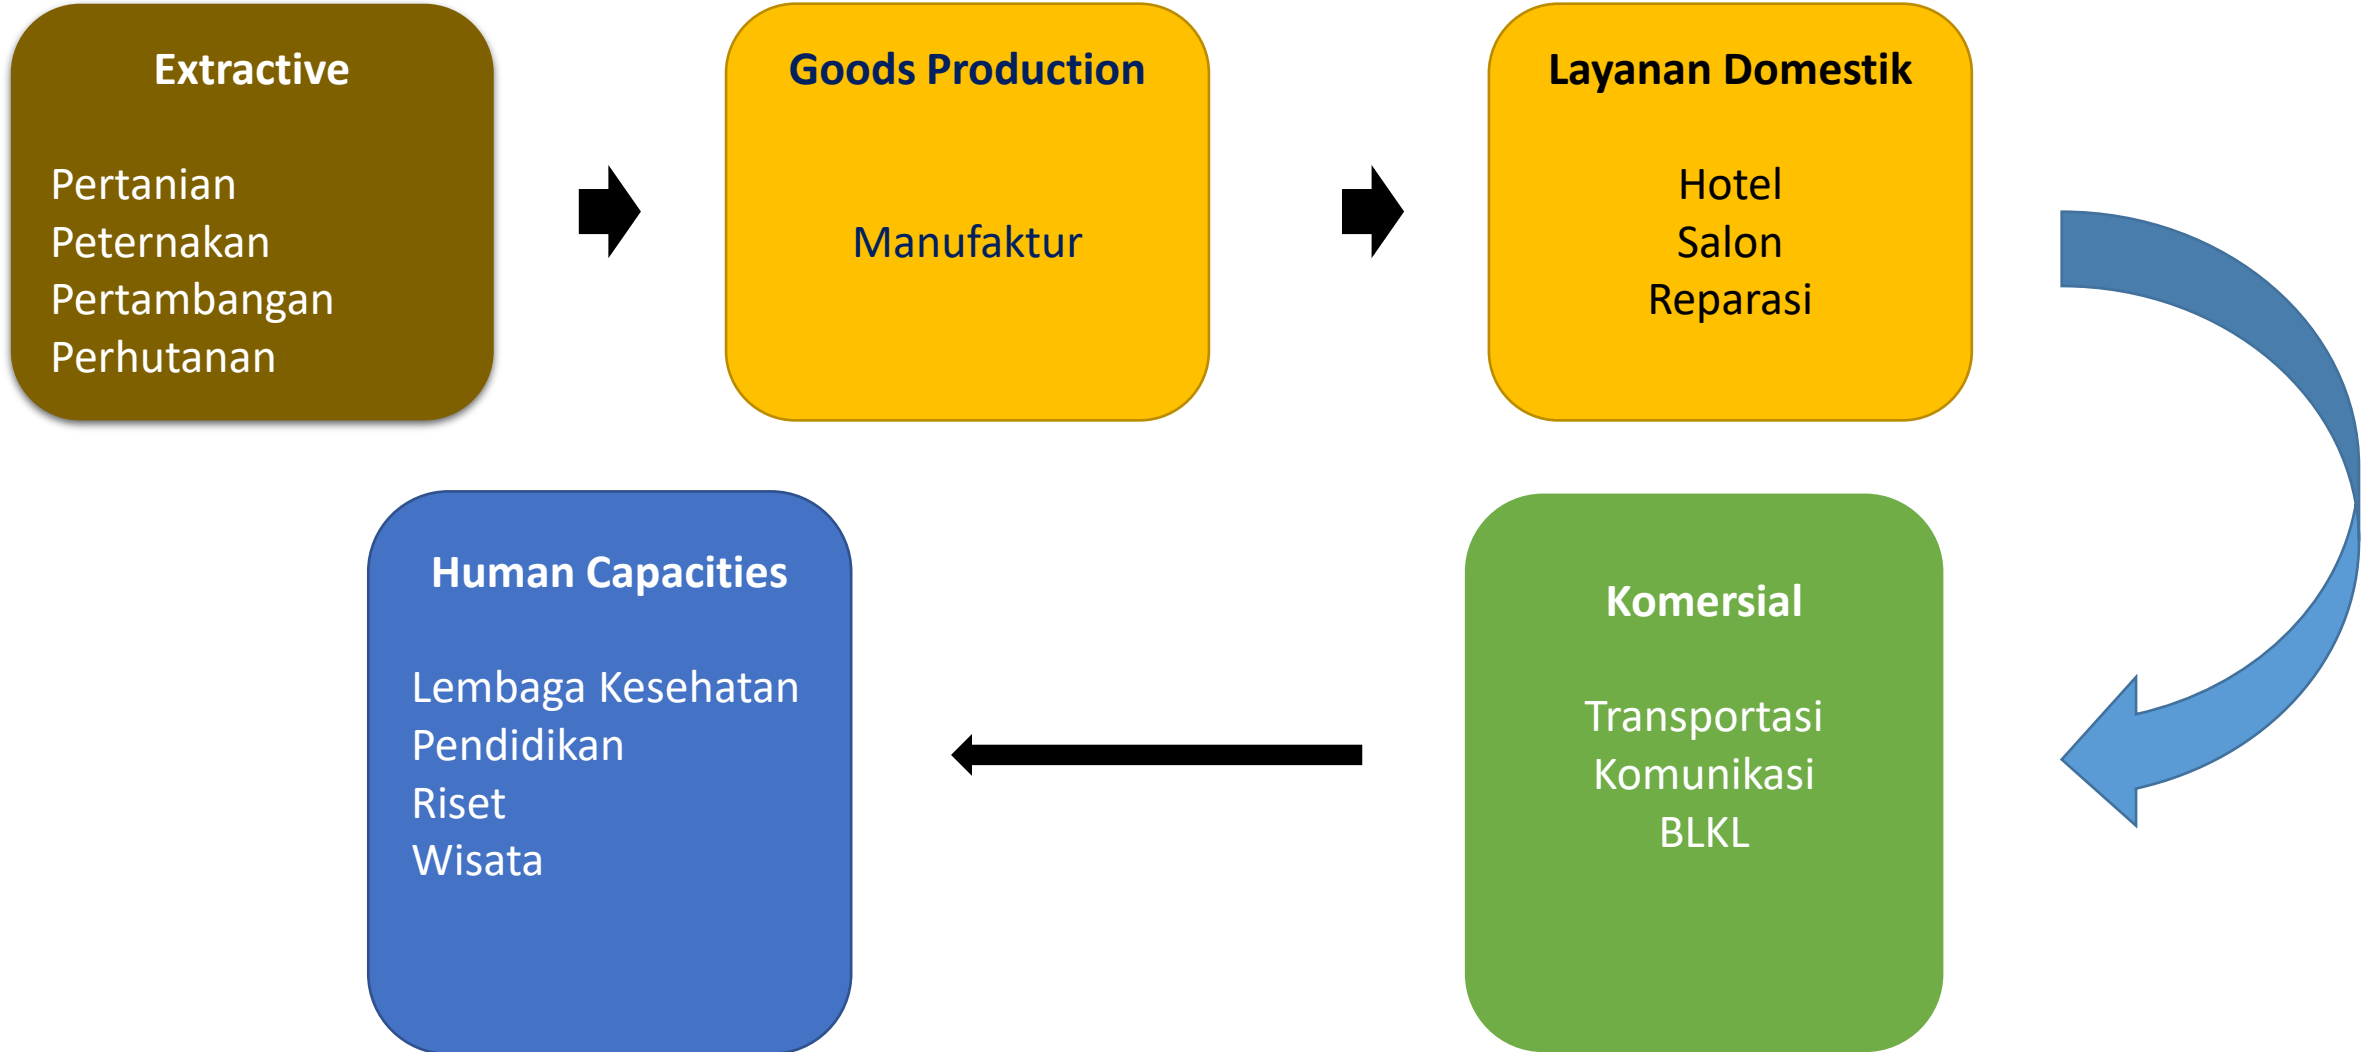 Extractive
Pertanian
Peternakan
Pertambangan
Perhutanan
Goods Production
Manufaktur
Layanan Domestik
Hotel
Salon
Reparasi
Human Capacities
Lembaga Kesehatan
Pendidikan
Riset
Wisata
Komersial
Transportasi
Komunikasi
BLKL